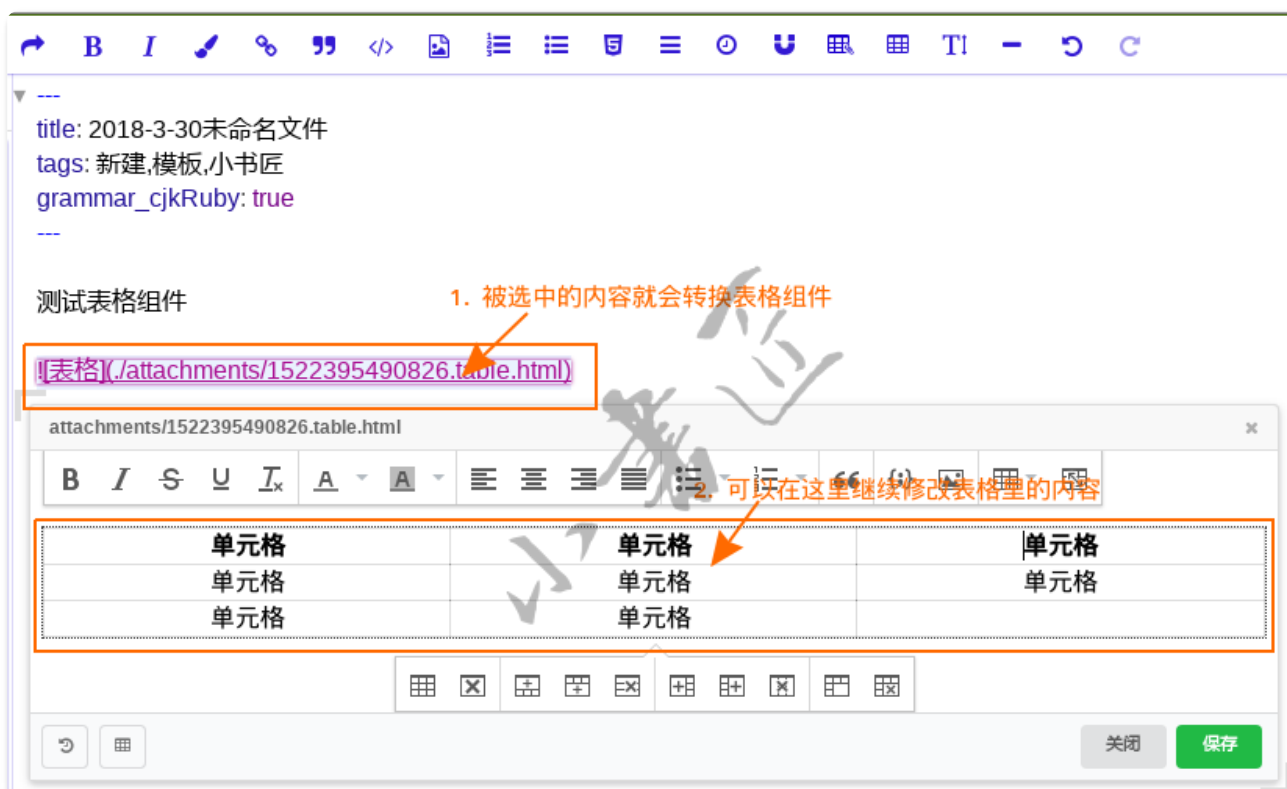 ---
title: 2018-3-30未命名文件
tags: 新建,模板,小书匠
grammar_cjkRuby: true
---
测试表格组件
1. 被选中的内容就会转换表格组件
![表格](./attachments/1522395490826.table.html)
attachments/1522395490826.table.html
2. 可以在这里继续修改表格里的内容
单元格 单元格 单元格
单元格 单元格 单元格
单元格 单元格
关闭 保存
小书匠